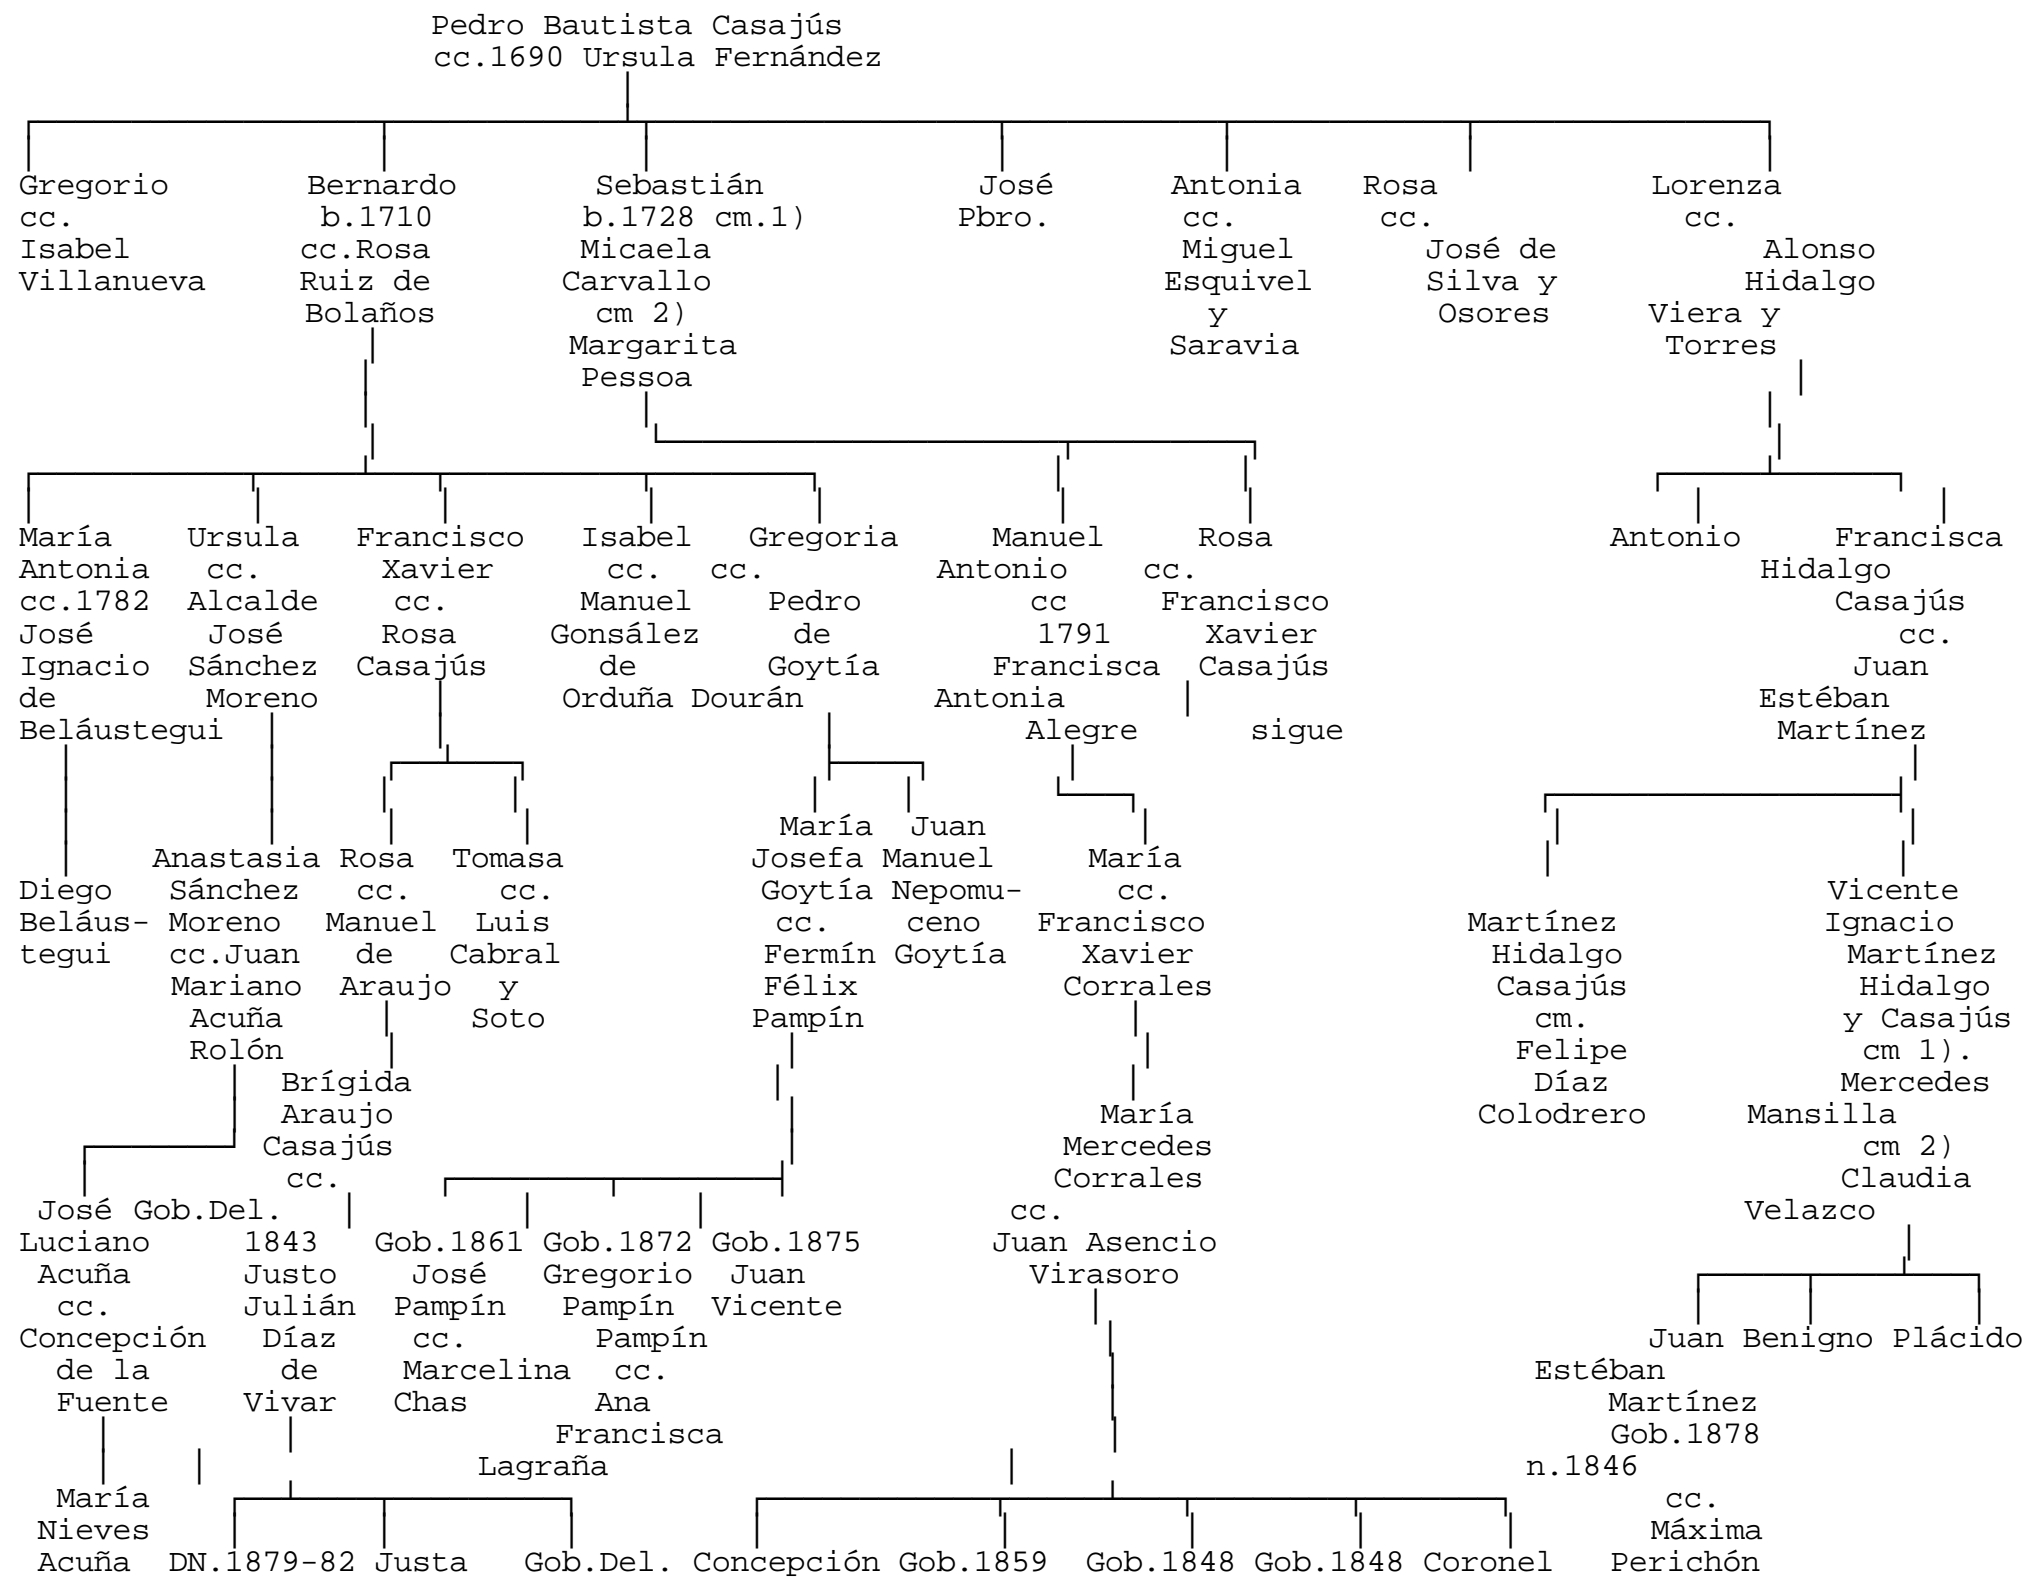 Pedro Bautista Casajús
cc.1690 Ursula Fernández
Gregorio Bernardo Sebastián José Antonia Rosa Lorenza
cc. b.1710 b.1728 cm.1) Pbro. cc. cc. cc.
Isabel cc.Rosa Micaela Miguel José de Alonso
Villanueva Ruiz de Carvallo Esquivel Silva y Hidalgo
Bolaños cm 2) y Osores Viera y
Margarita Saravia Torres
Pessoa
María Ursula Francisco Isabel Gregoria Manuel Rosa Antonio Francisca
Antonia cc. Xavier cc. cc. Antonio cc. Hidalgo
cc.1782 Alcalde cc. Manuel Pedro cc Francisco Casajús
José José Rosa Gonsález de 1791 Xavier cc.
Ignacio Sánchez Casajús de Goytía Francisca Casajús Juan
de Moreno Orduña Dourán Antonia Estéban
Beláustegui Alegre sigue Martínez
María Juan
Anastasia Rosa Tomasa Josefa Manuel María
Diego Sánchez cc. cc. Goytía Nepomu- cc. Vicente
Beláus- Moreno Manuel Luis cc. ceno Francisco Martínez Ignacio
tegui cc.Juan de Cabral Fermín Goytía Xavier Hidalgo Martínez
Mariano Araujo y Félix Corrales Casajús Hidalgo
Acuña Soto Pampín cm. y Casajús
Rolón Felipe cm 1).
Brígida Díaz Mercedes
Araujo María Colodrero Mansilla
Casajús Mercedes cm 2)
cc. Corrales Claudia
José Gob.Del. cc. Velazco
Luciano 1843 Gob.1861 Gob.1872 Gob.1875 Juan Asencio
Acuña Justo José Gregorio Juan Virasoro
cc. Julián Pampín Pampín Vicente
Concepción Díaz cc. Pampín Juan Benigno Plácido
de la de Marcelina cc. Estéban
Fuente Vivar Chas Ana Martínez
Francisca Gob.1878
Lagraña n.1846
María cc.
Nieves Máxima
Acuña DN.1879-82 Justa Gob.Del. Concepción Gob.1859 Gob.1848 Gob.1848 Coronel Perichón